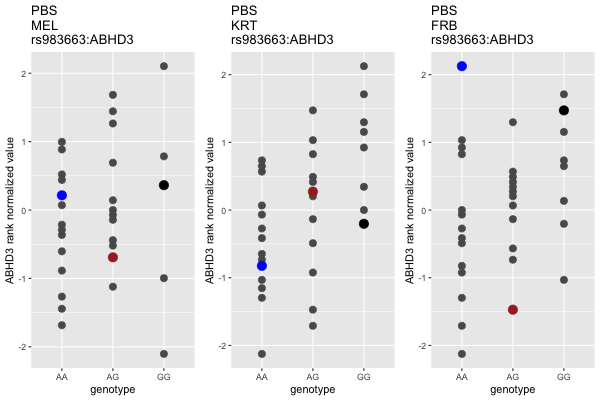 PBS
MEL
rs983663:ABHD3
ABHD3 rank normalized value
2
1
0
-1
-2
AA AG GG
genotype
PBS
KRT
rs983663:ABHD3
ABHD3 rank normalized value
2
1
0
-1
-2
AA AG GG
genotype
PBS
FRB
rs983663:ABHD3
ABHD3 rank normalized value
2
1
0
-1
-2
AA AG GG
genotype